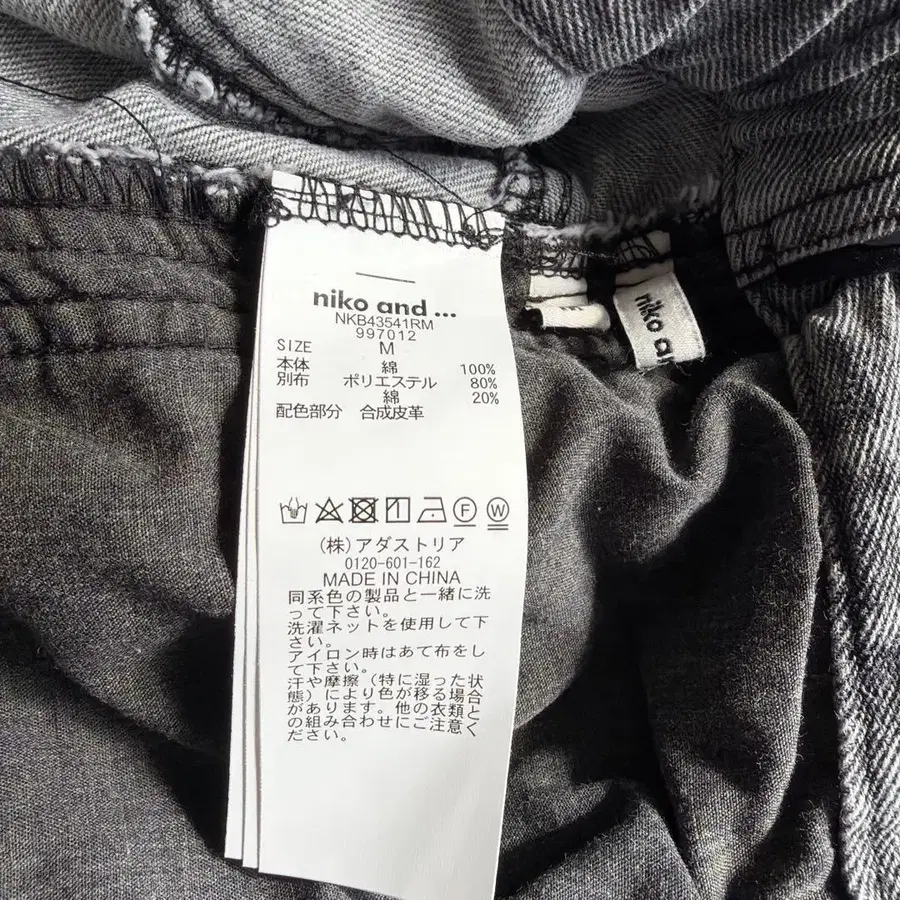 niko and ...
NKB43541RM
997012
SIZE M
本体 綿 100%
別布 ポリエステル 80%
綿 20%
配色部分 合成皮革
F W
(株)アダストリア
0120-601-162
MADE IN CHINA
同系色の製品と一緒に洗
って下さい。
洗濯ネットを使用して下
さい。
アイロン時はあて布をし
て下さい。
汗や摩擦(特に湿った状
態)により色が移る場合
があります。他の衣類と
の組み合わせにご注意く
ださい。
niko an